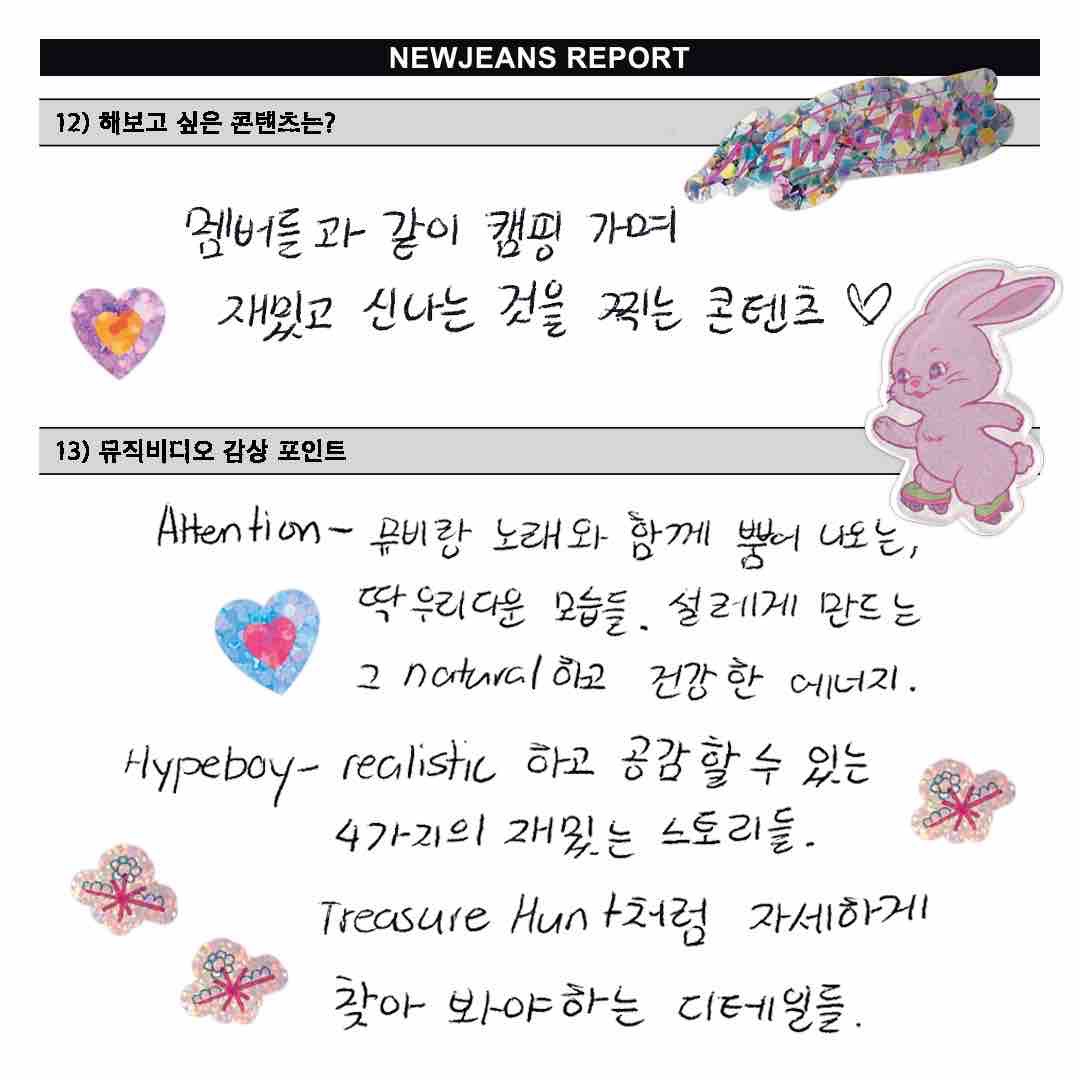 NEWJEANS REPORT
NEWJEANS
12) 해보고 싶은 콘텐츠는?
멤버들과 같이 캠핑 가며
재밌고 신나는 것을 찍는 콘텐츠 ♡
13) 뮤직비디오 감상 포인트
Attention - 뮤비랑 노래와 함께 뿜어 나오는,
딱 우리다운 모습들. 설레게 만드는
그 natural하고 건강한 에너지.
Hypeboy - realistic 하고 공감할 수 있는
4가지의 재밌는 스토리들.
Treasure Hunt처럼 자세하게
찾아 봐야하는 디테일들.